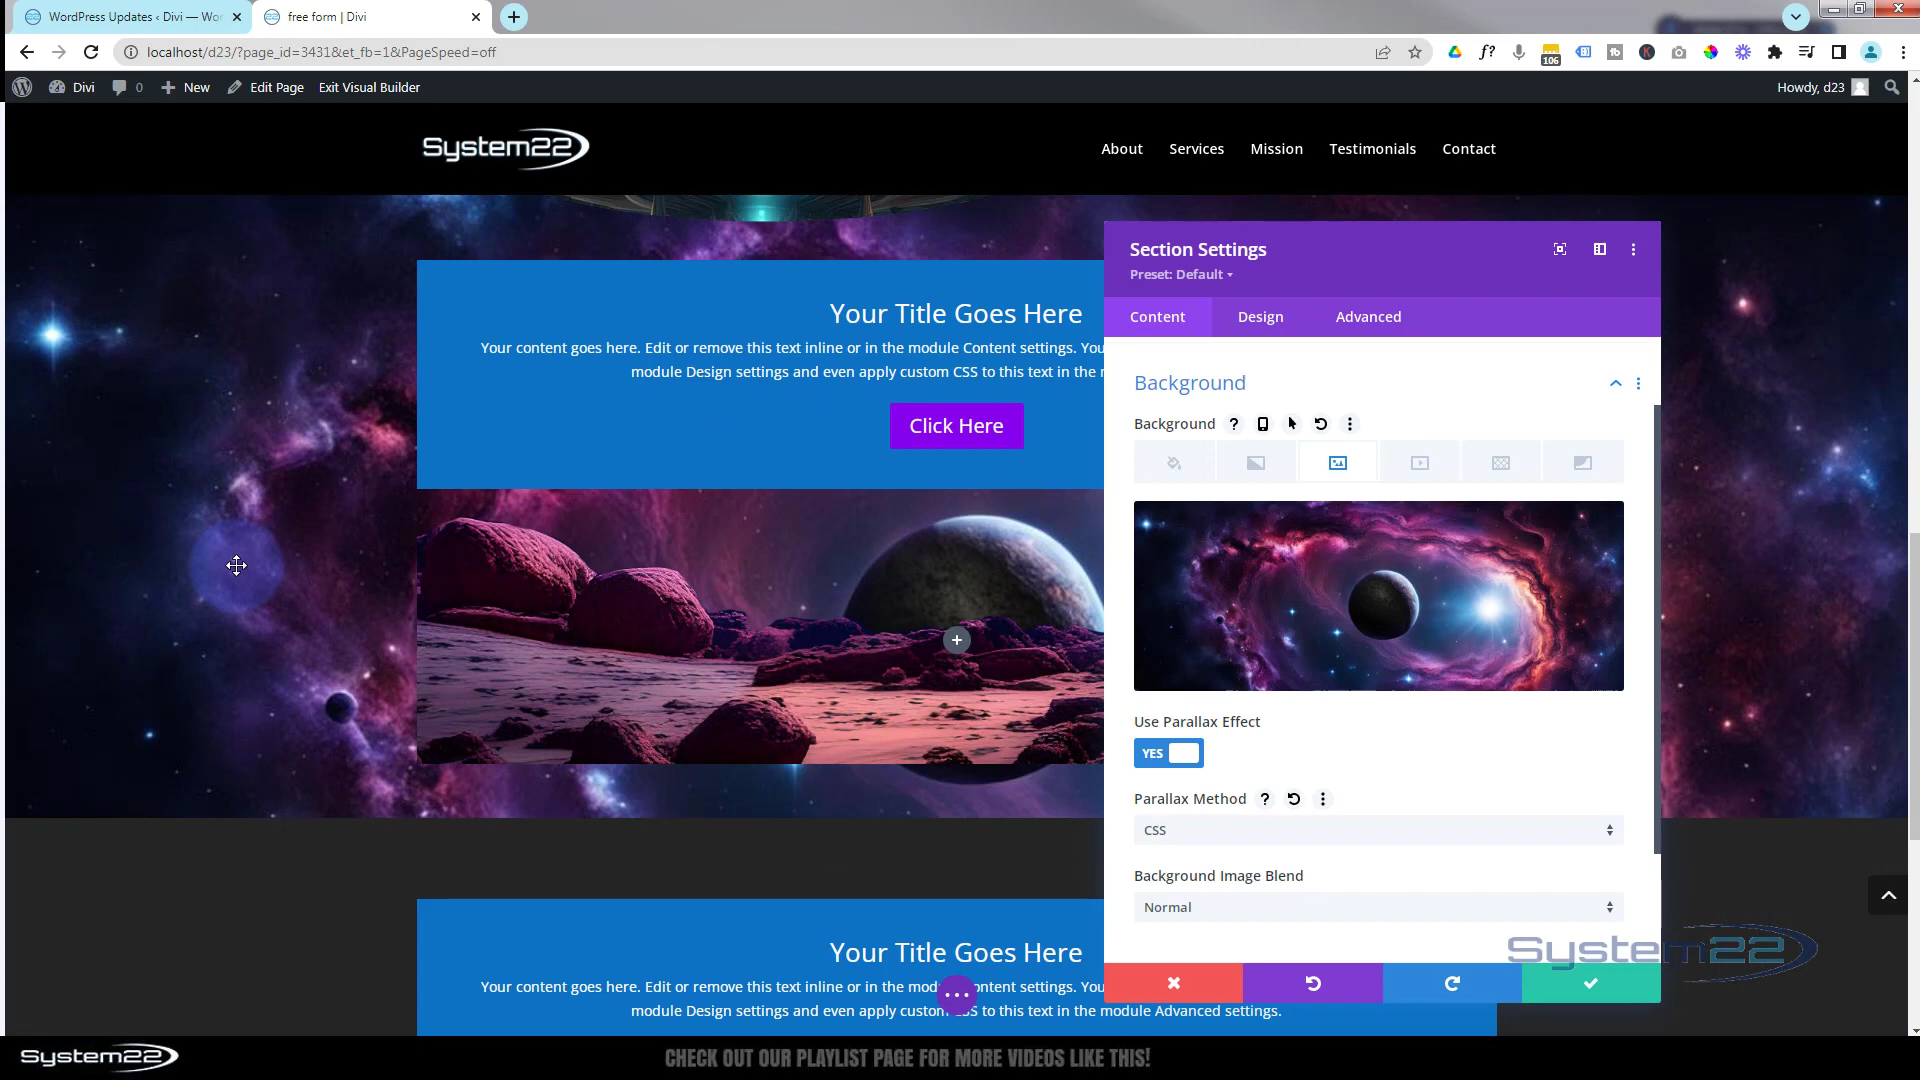 WordPress Updates ‹ Divi — Wor
free form | Divi
localhost/d23/?page_id=3431&et_fb=1&PageSpeed=off
f?
fb
K
106
Divi
0
New
Edit Page
Exit Visual Builder
Howdy, d23
System22
About
Services
Mission
Testimonials
Contact
Your Title Goes Here
Your content goes here. Edit or remove this text inline or in the module Content settings. You
module Design settings and even apply custom CSS to this text in the m
Click Here
Section Settings
Preset: Default
Content
Design
Advanced
Background
Background
Use Parallax Effect
YES
Parallax Method
CSS
Background Image Blend
Normal
Your Title Goes Here
Your content goes here. Edit or remove this text inline or in the mod ontent settings. You
module Design settings and even apply custom CSS to this text in the module Advanced settings.
System22
System22
CHECK OUT OUR PLAYLIST PAGE FOR MORE VIDEOS LIKE THIS!